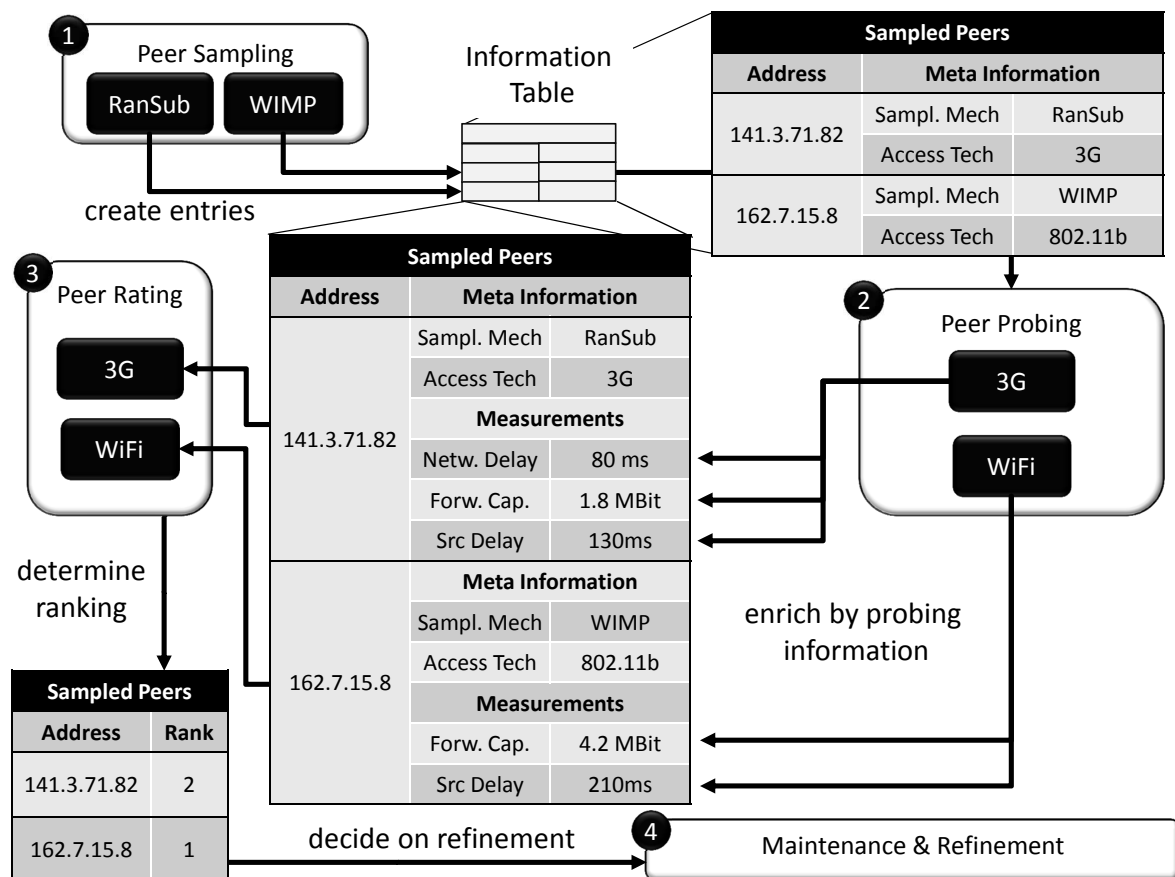 1
Peer Sampling
RanSub
WIMP
create entries
Information
Table
Sampled Peers
Address
Meta Information
141.3.71.82
Sampl. Mech
RanSub
Access Tech
3G
162.7.15.8
Sampl. Mech
WIMP
Access Tech
802.11b
2
Peer Probing
3G
WiFi
enrich by probing
information
Sampled Peers
Address
Meta Information
141.3.71.82
Sampl. Mech
RanSub
Access Tech
3G
Measurements
Netw. Delay
80 ms
Forw. Cap.
1.8 MBit
Src Delay
130ms
162.7.15.8
Meta Information
Sampl. Mech
WIMP
Access Tech
802.11b
Measurements
Forw. Cap.
4.2 MBit
Src Delay
210ms
3
Peer Rating
3G
WiFi
determine
ranking
Sampled Peers
Address
Rank
141.3.71.82
2
162.7.15.8
1
decide on refinement
4
Maintenance & Refinement